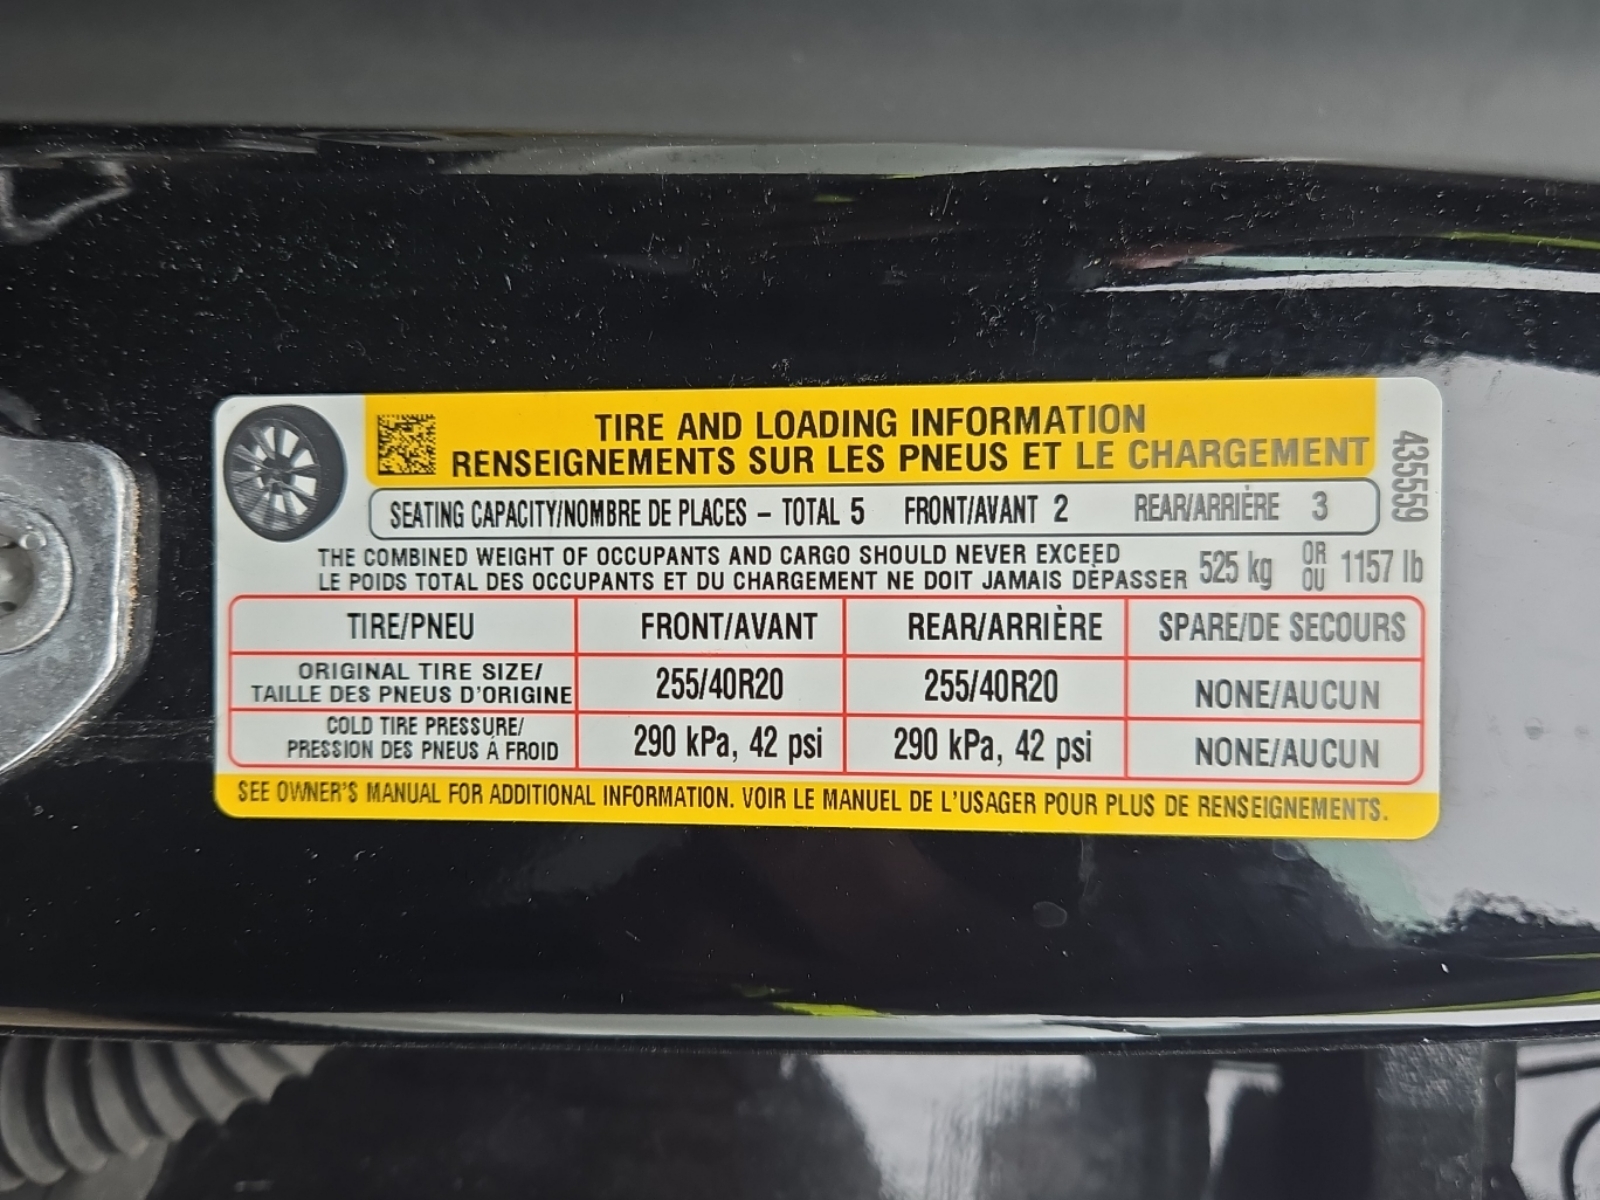 TIRE AND LOADING INFORMATION
RENSEIGNEMENTS SUR LES PNEUS ET LE CHARGEMENT
435559
SEATING CAPACITY/NOMBRE DE PLACES – TOTAL 5 FRONT/AVANT 2 REAR/ARRIÈRE 3
THE COMBINED WEIGHT OF OCCUPANTS AND CARGO SHOULD NEVER EXCEED
LE POIDS TOTAL DES OCCUPANTS ET DU CHARGEMENT NE DOIT JAMAIS DÉPASSER
525 kg OR 1157 lb
OU
TIRE/PNEU FRONT/AVANT REAR/ARRIÈRE SPARE/DE SECOURS
ORIGINAL TIRE SIZE/
TAILLE DES PNEUS D'ORIGINE 255/40R20 255/40R20 NONE/AUCUN
COLD TIRE PRESSURE/
PRESSION DES PNEUS À FROID 290 kPa, 42 psi 290 kPa, 42 psi NONE/AUCUN
SEE OWNER'S MANUAL FOR ADDITIONAL INFORMATION. VOIR LE MANUEL DE L'USAGER POUR PLUS DE RENSEIGNEMENTS.